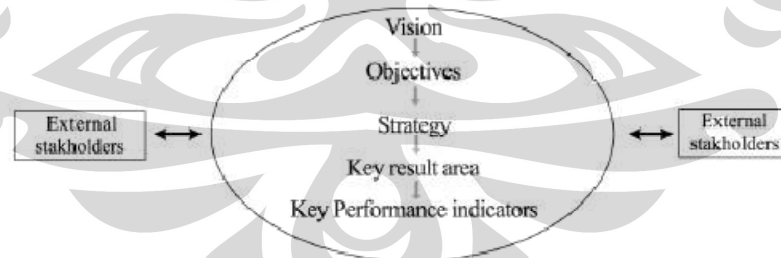 Vision
Objectives
External
stakholders
Strategy
External
stakholders
Key result area
Key Performance indicators